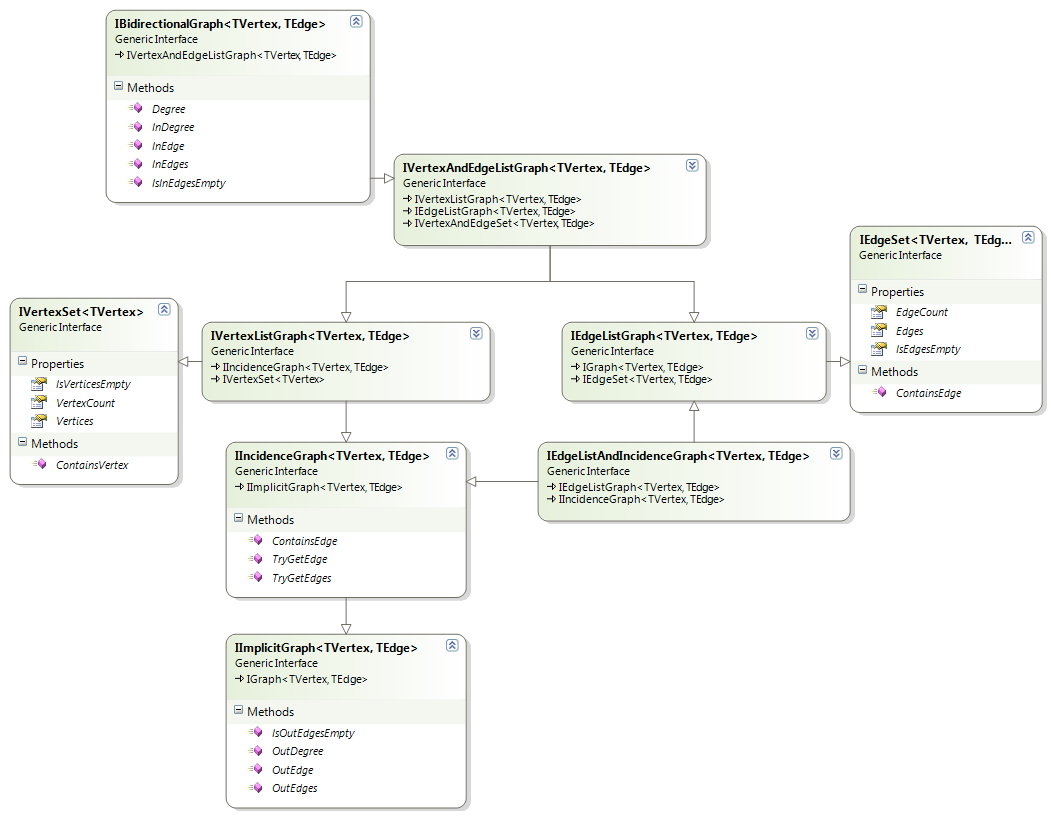 IBidirectionalGraph<TVertex, TEdge>
Generic Interface
IVertexAndEdgeListGraph<TVertex, TEdge>
Methods
Degree
InDegree
InEdge
InEdges
IsInEdgesEmpty
IVertexAndEdgeListGraph<TVertex, TEdge>
Generic Interface
IVertexListGraph<TVertex, TEdge>
IEdgeListGraph<TVertex, TEdge>
IVertexAndEdgeSet<TVertex, TEdge>
IEdgeSet<TVertex, TEdg...
Generic Interface
Properties
EdgeCount
Edges
IsEdgesEmpty
Methods
ContainsEdge
IVertexSet<TVertex>
Generic Interface
Properties
IsVerticesEmpty
VertexCount
Vertices
Methods
ContainsVertex
IVertexListGraph<TVertex, TEdge>
Generic Interface
IIncidenceGraph<TVertex, TEdge>
IVertexSet<TVertex>
IEdgeListGraph<TVertex, TEdge>
Generic Interface
IGraph<TVertex, TEdge>
IEdgeSet<TVertex, TEdge>
IIncidenceGraph<TVertex, TEdge>
Generic Interface
IImplicitGraph<TVertex, TEdge>
Methods
ContainsEdge
TryGetEdge
TryGetEdges
IEdgeListAndIncidenceGraph<TVertex, TEdge>
Generic Interface
IEdgeListGraph<TVertex, TEdge>
IIncidenceGraph<TVertex, TEdge>
IImplicitGraph<TVertex, TEdge>
Generic Interface
IGraph<TVertex, TEdge>
Methods
IsOutEdgesEmpty
OutDegree
OutEdge
OutEdges